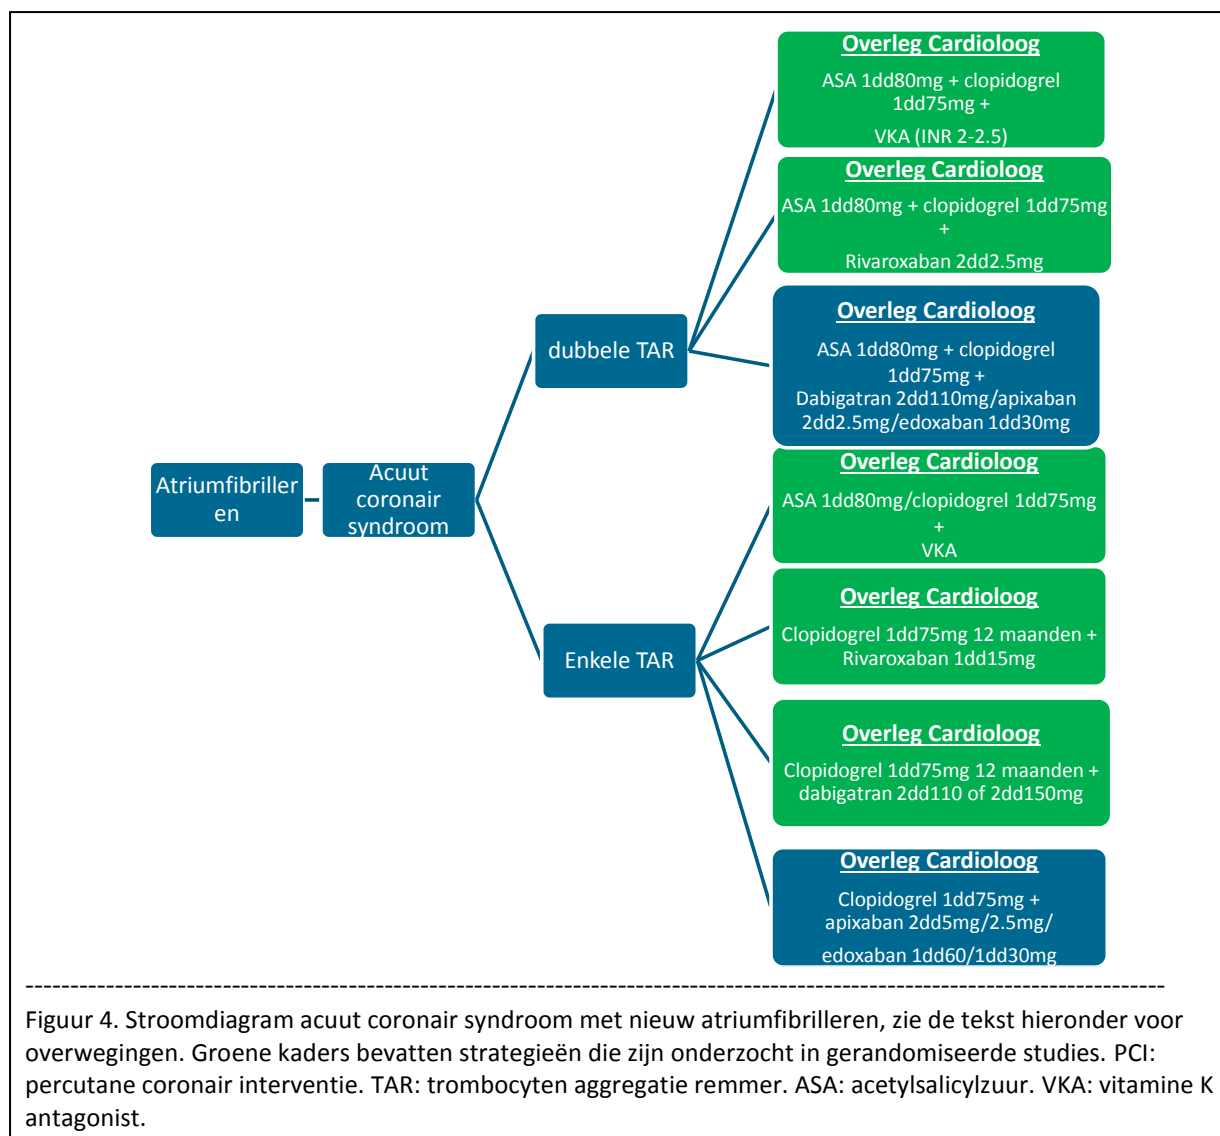 Atriumfibriller
en
Acuut
coronair
syndroom
dubbele TAR
Overleg Cardioloog
ASA 1dd80mg + clopidogrel
1dd75mg +
VKA (INR 2-2.5)
Overleg Cardioloog
ASA 1dd80mg + clopidogrel 1dd75mg
+
Rivaroxaban 2dd2.5mg
Overleg Cardioloog
ASA 1dd80mg + clopidogrel
1dd75mg +
Dabigatran 2dd110mg/apixaban
2dd2.5mg/edoxaban 1dd30mg
Enkele TAR
Overleg Cardioloog
ASA 1dd80mg/clopidogrel 1dd75mg
+
VKA
Overleg Cardioloog
Clopidogrel 1dd75mg 12 maanden +
Rivaroxaban 1dd15mg
Overleg Cardioloog
Clopidogrel 1dd75mg 12 maanden +
dabigatran 2dd110 of 2dd150mg
Overleg Cardioloog
Clopidogrel 1dd75mg +
apixaban 2dd5mg/2.5mg/
edoxaban 1dd60/1dd30mg
Figuur 4. Stroomdiagram acuut coronair syndroom met nieuw atriumfibrilleren, zie de tekst hieronder voor
overwegingen. Groene kaders bevatten strategieën die zijn onderzocht in gerandomiseerde studies. PCI:
percutane coronair interventie. TAR: trombocyten aggregatie remmer. ASA: acetylsalicylzuur. VKA: vitamine K
antagonist.